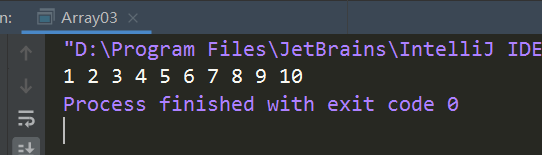 n:
Array03
"D:\Program Files\JetBrains\IntelliJ IDE
1 2 3 4 5 6 7 8 9 10
Process finished with exit code 0